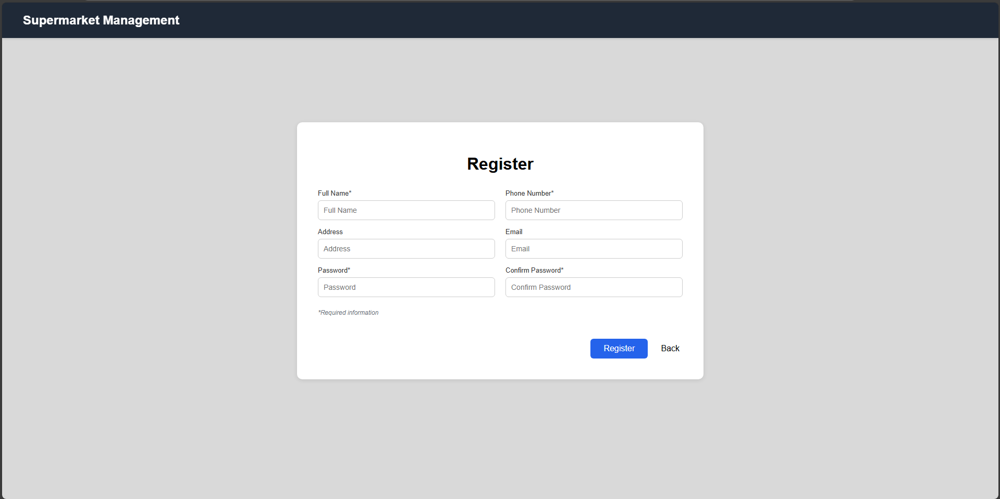 Supermarket Management
Register
Full Name*
Phone Number*
Full Name
Phone Number
Address
Email
Address
Email
Password*
Confirm Password*
Password
Confirm Password
*Required information
Register
Back